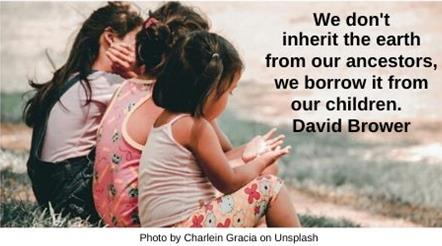 We don't
inherit the earth
from our ancestors,
we borrow it from
our children.
David Brower
Photo by Charlein Gracia on Unsplash